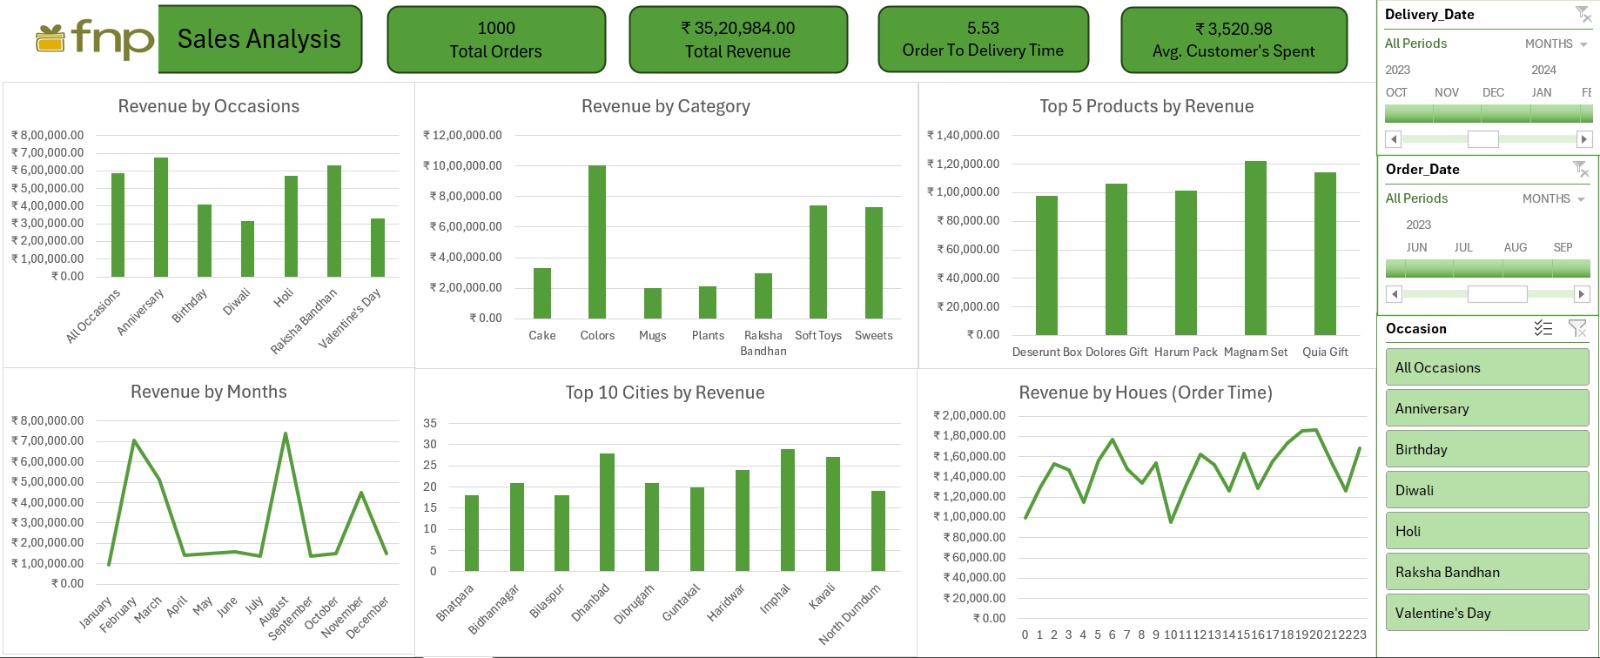 fnp
Sales Analysis
1000
Total Orders
₹ 35,20,984.00
Total Revenue
5.53
Order To Delivery Time
₹ 3,520.98
Avg. Customer's Spent
Revenue by Occasions
₹ 8,00,000.00
₹ 7,00,000.00
₹ 6,00,000.00
₹ 5,00,000.00
₹ 4,00,000.00
₹ 3,00,000.00
₹ 2,00,000.00
₹ 1,00,000.00
₹ 0.00
All Occasions
Anniversary
Birthday
Diwali
Holi
Raksha Bandhan
Valentine's Day
Revenue by Category
₹ 12,00,000.00
₹ 10,00,000.00
₹ 8,00,000.00
₹ 6,00,000.00
₹ 4,00,000.00
₹ 2,00,000.00
₹ 0.00
Cake Colors Mugs Plants Raksha Soft Toys Sweets
Bandhan
Top 5 Products by Revenue
₹ 1,40,000.00
₹ 1,20,000.00
₹ 1,00,000.00
₹ 80,000.00
₹ 60,000.00
₹ 40,000.00
₹ 20,000.00
₹ 0.00
Deserunt Box Dolores Gift Harum Pack Magnam Set Quia Gift
Revenue by Months
₹ 8,00,000.00
₹ 7,00,000.00
₹ 6,00,000.00
₹ 5,00,000.00
₹ 4,00,000.00
₹ 3,00,000.00
₹ 2,00,000.00
₹ 1,00,000.00
₹ 0.00
January
February
March
April
May
June
July
August
September
October
November
December
Top 10 Cities by Revenue
35
30
25
20
15
10
5
0
Bhatpara
Bidhannagar
Bilaspur
Dhanbad
Dibrugarh
Guntakal
Haridwar
Imphal
Kavali
North Dumdum
Revenue by Houes (Order Time)
₹ 2,00,000.00
₹ 1,80,000.00
₹ 1,60,000.00
₹ 1,40,000.00
₹ 1,20,000.00
₹ 1,00,000.00
₹ 80,000.00
₹ 60,000.00
₹ 40,000.00
₹ 20,000.00
₹ 0.00
0 1 2 3 4 5 6 7 8 9 10 11 12 13 14 15 16 17 18 19 20 21 22 23
Delivery_Date
All Periods MONTHS
2023 2024
OCT NOV DEC JAN FE
Order_Date
All Periods MONTHS
2023
JUN JUL AUG SEP
Occasion
All Occasions
Anniversary
Birthday
Diwali
Holi
Raksha Bandhan
Valentine's Day